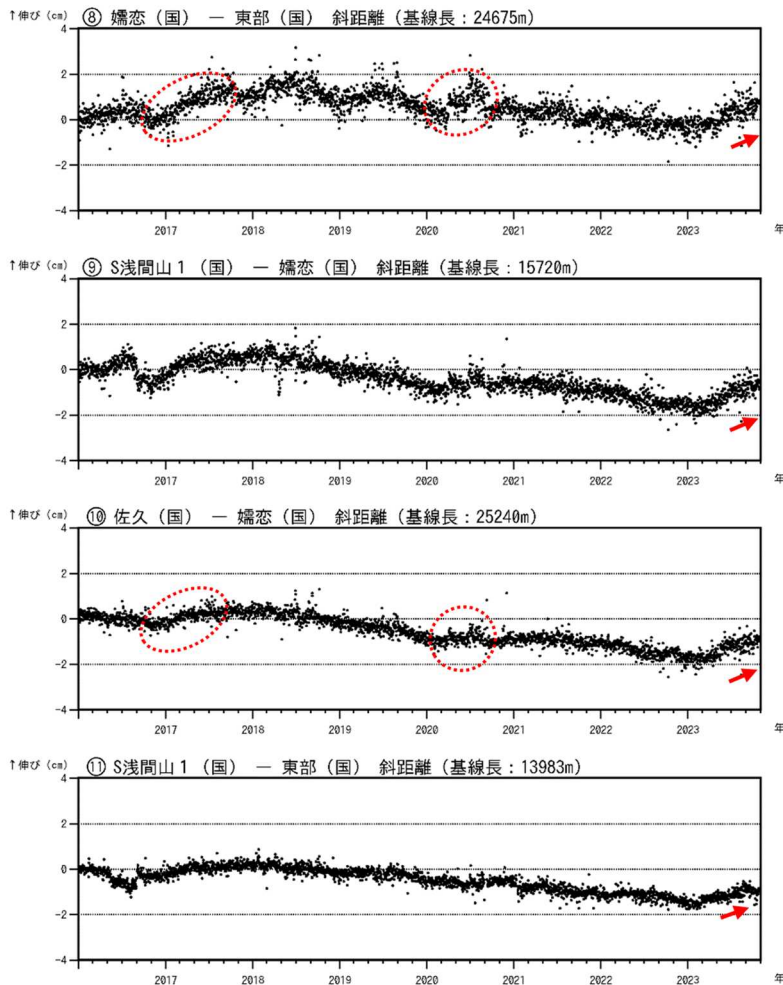 ↑伸び（cm） ⑧ 嬬恋（国） ― 東部（国） 斜距離（基線長：24675m）
4
2
0
-2
-4
2017 2018 2019 2020 2021 2022 2023 年
↑伸び（cm） ⑨ S浅間山１（国） ― 嬬恋（国） 斜距離（基線長：15720m）
4
2
0
-2
-4
2017 2018 2019 2020 2021 2022 2023 年
↑伸び（cm） ⑩ 佐久（国） ― 嬬恋（国） 斜距離（基線長：25240m）
4
2
0
-2
-4
2017 2018 2019 2020 2021 2022 2023 年
↑伸び（cm） ⑪ S浅間山１（国） ― 東部（国） 斜距離（基線長：13983m）
4
2
0
-2
-4
2017 2018 2019 2020 2021 2022 2023 年